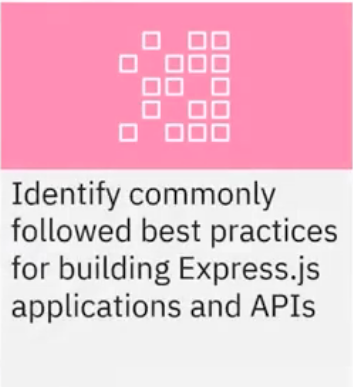 Identify commonly
followed best practices
for building Express.js
applications and APIs